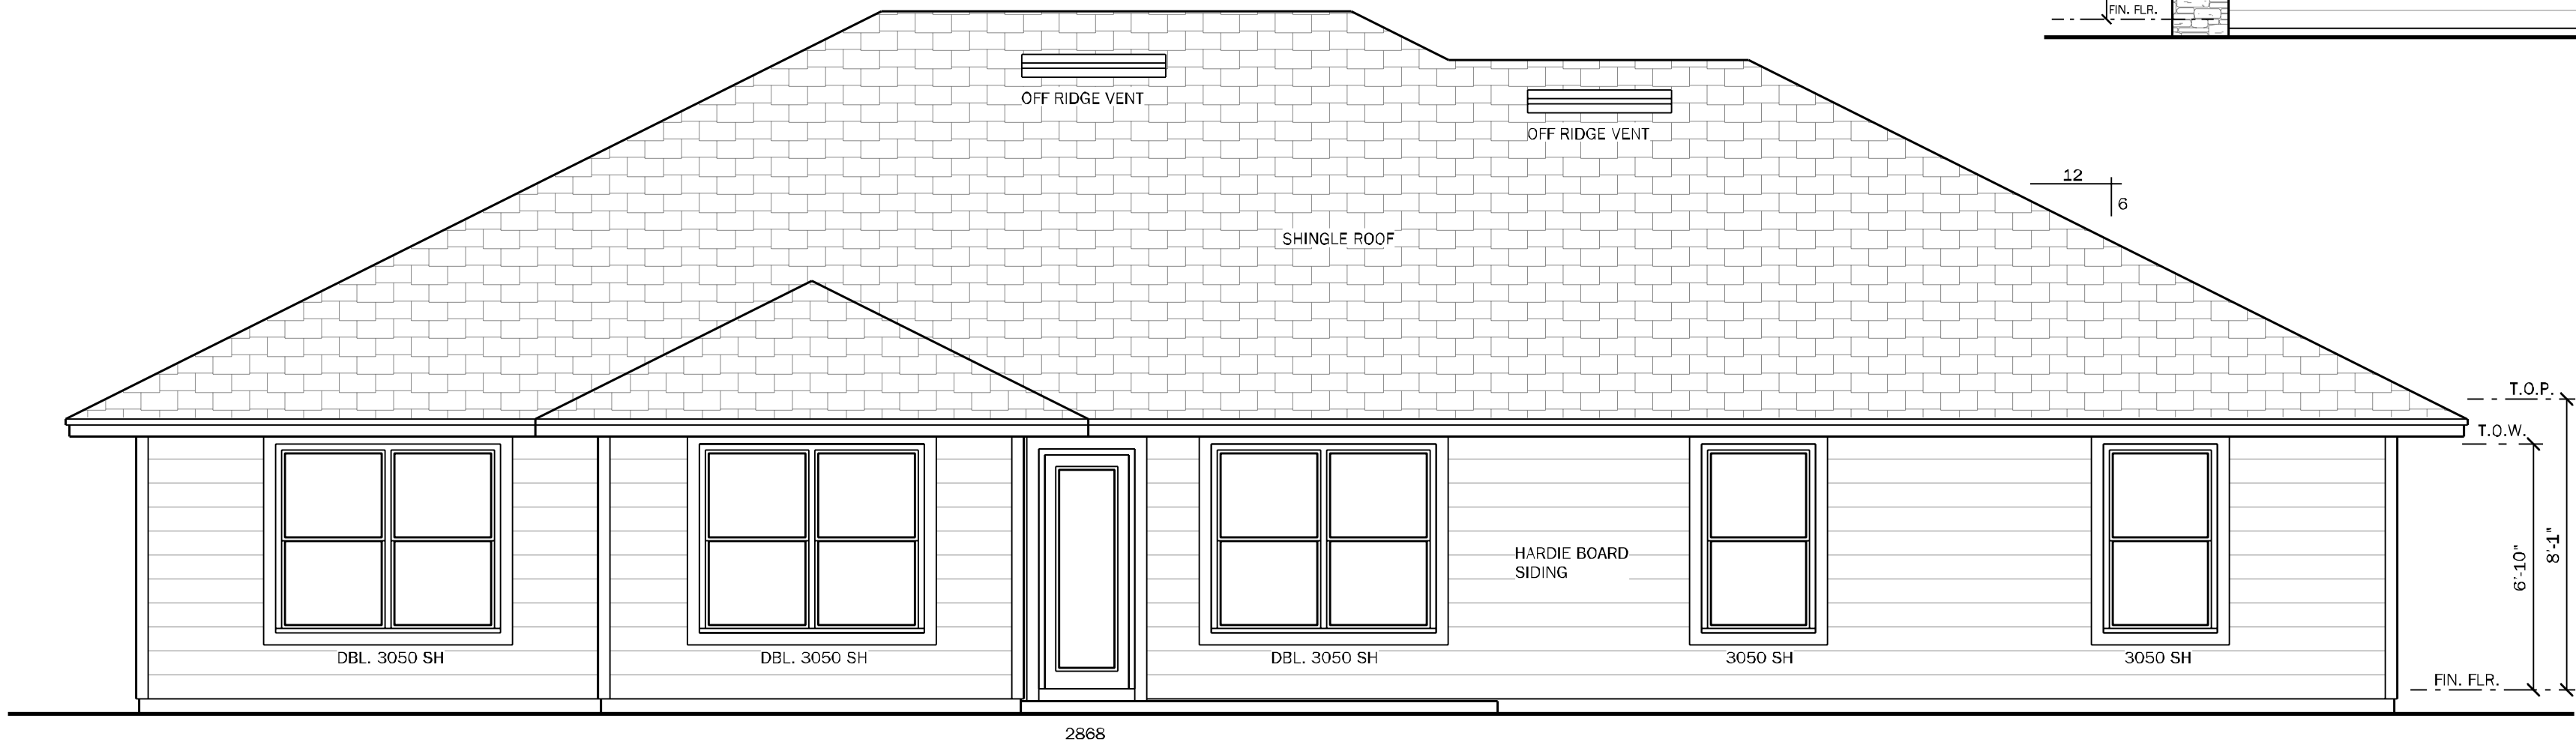 FIN. FLR.
OFF RIDGE VENT
OFF RIDGE VENT
12
6
SHINGLE ROOF
T.O.P.
T.O.W.
HARDIE BOARD
SIDING
6'-10"
8'-1"
DBL. 3050 SH
DBL. 3050 SH
DBL. 3050 SH
3050 SH
3050 SH
FIN. FLR.
2868